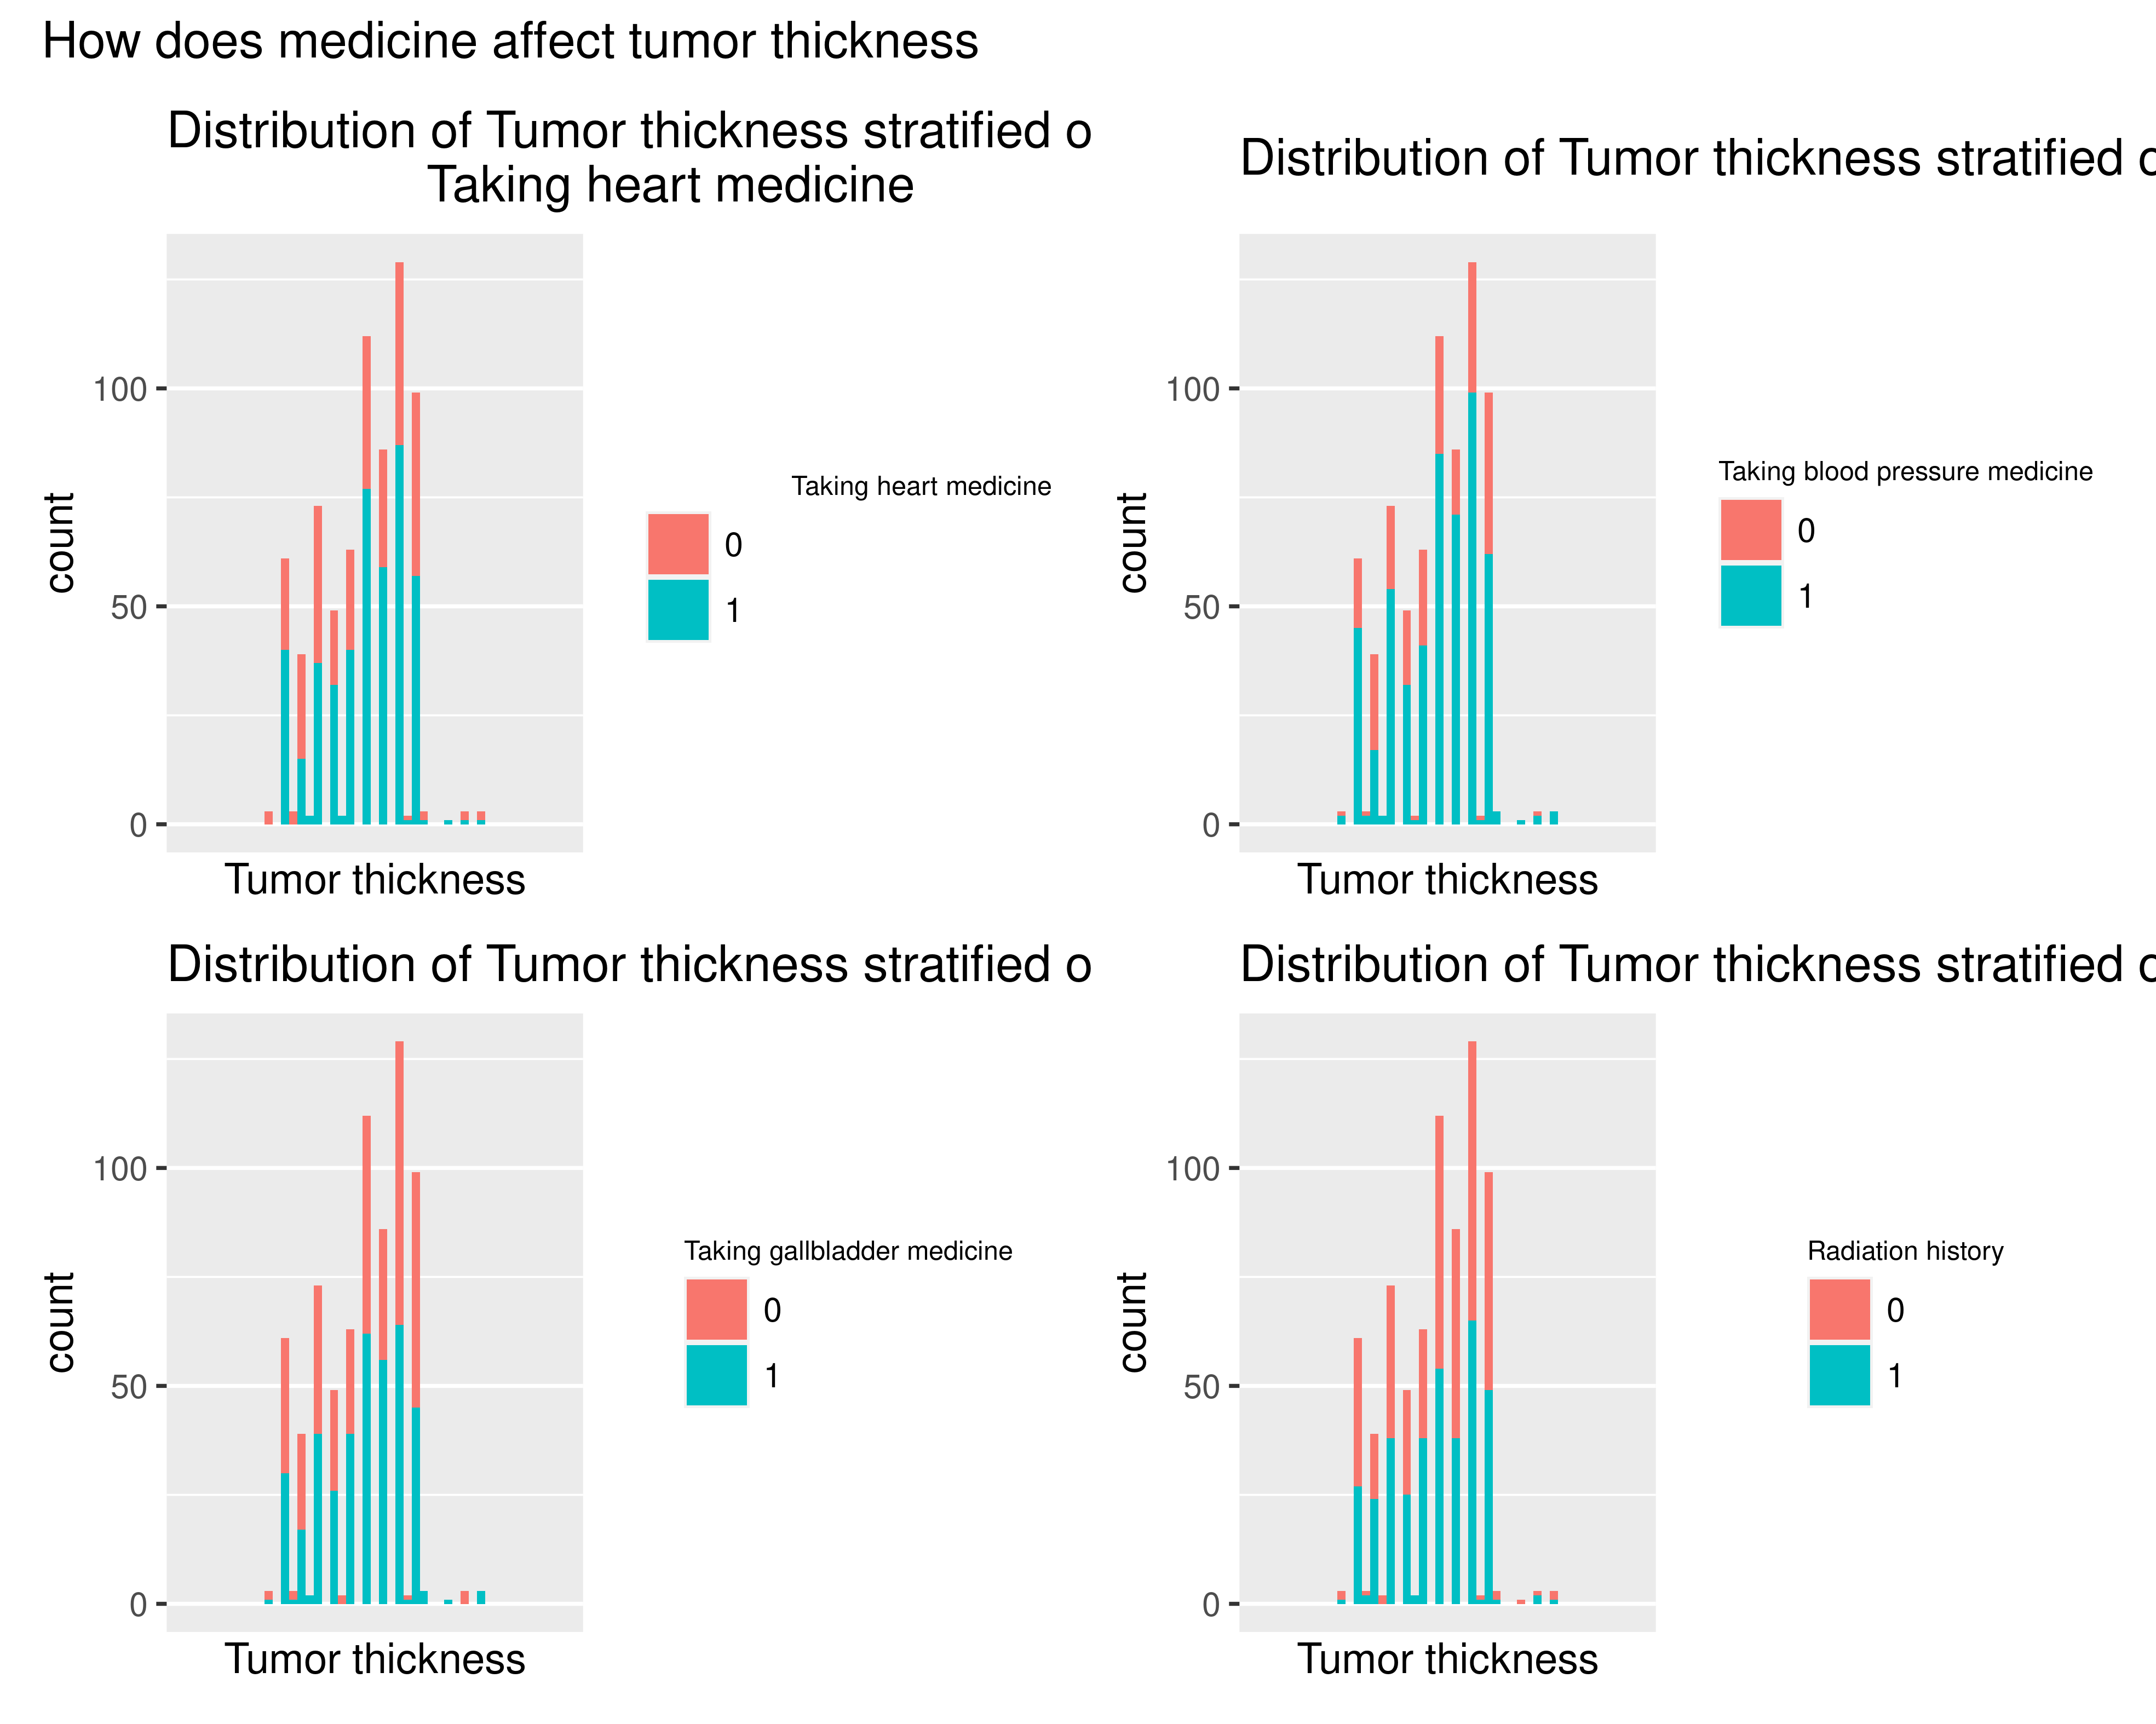 How does medicine affect tumor thickness
Distribution of Tumor thickness stratified o
Taking heart medicine
100
50
0
count
Tumor thickness
Taking heart medicine
0
1
Distribution of Tumor thickness stratified
100
50
0
count
Tumor thickness
Taking blood pressure medicine
0
1
Distribution of Tumor thickness stratified o
100
50
0
count
Tumor thickness
Taking gallbladder medicine
0
1
Distribution of Tumor thickness stratified
100
50
0
count
Tumor thickness
Radiation history
0
1